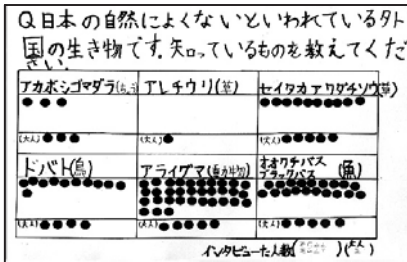 Q日本の自然によくないといわれている外
国の生き物です。知っているものを教えてくだ
さい。
アカボシゴマダラ アレチウリ(草) セイタカアワダチソウ(草)
(大人) (大人) (大人)
ドバト(鳥) アライグマ(動物) オオクチバス
ブラックバス (魚)
(大人) (大人) (大人)
インタビューした人数( )(大人 )